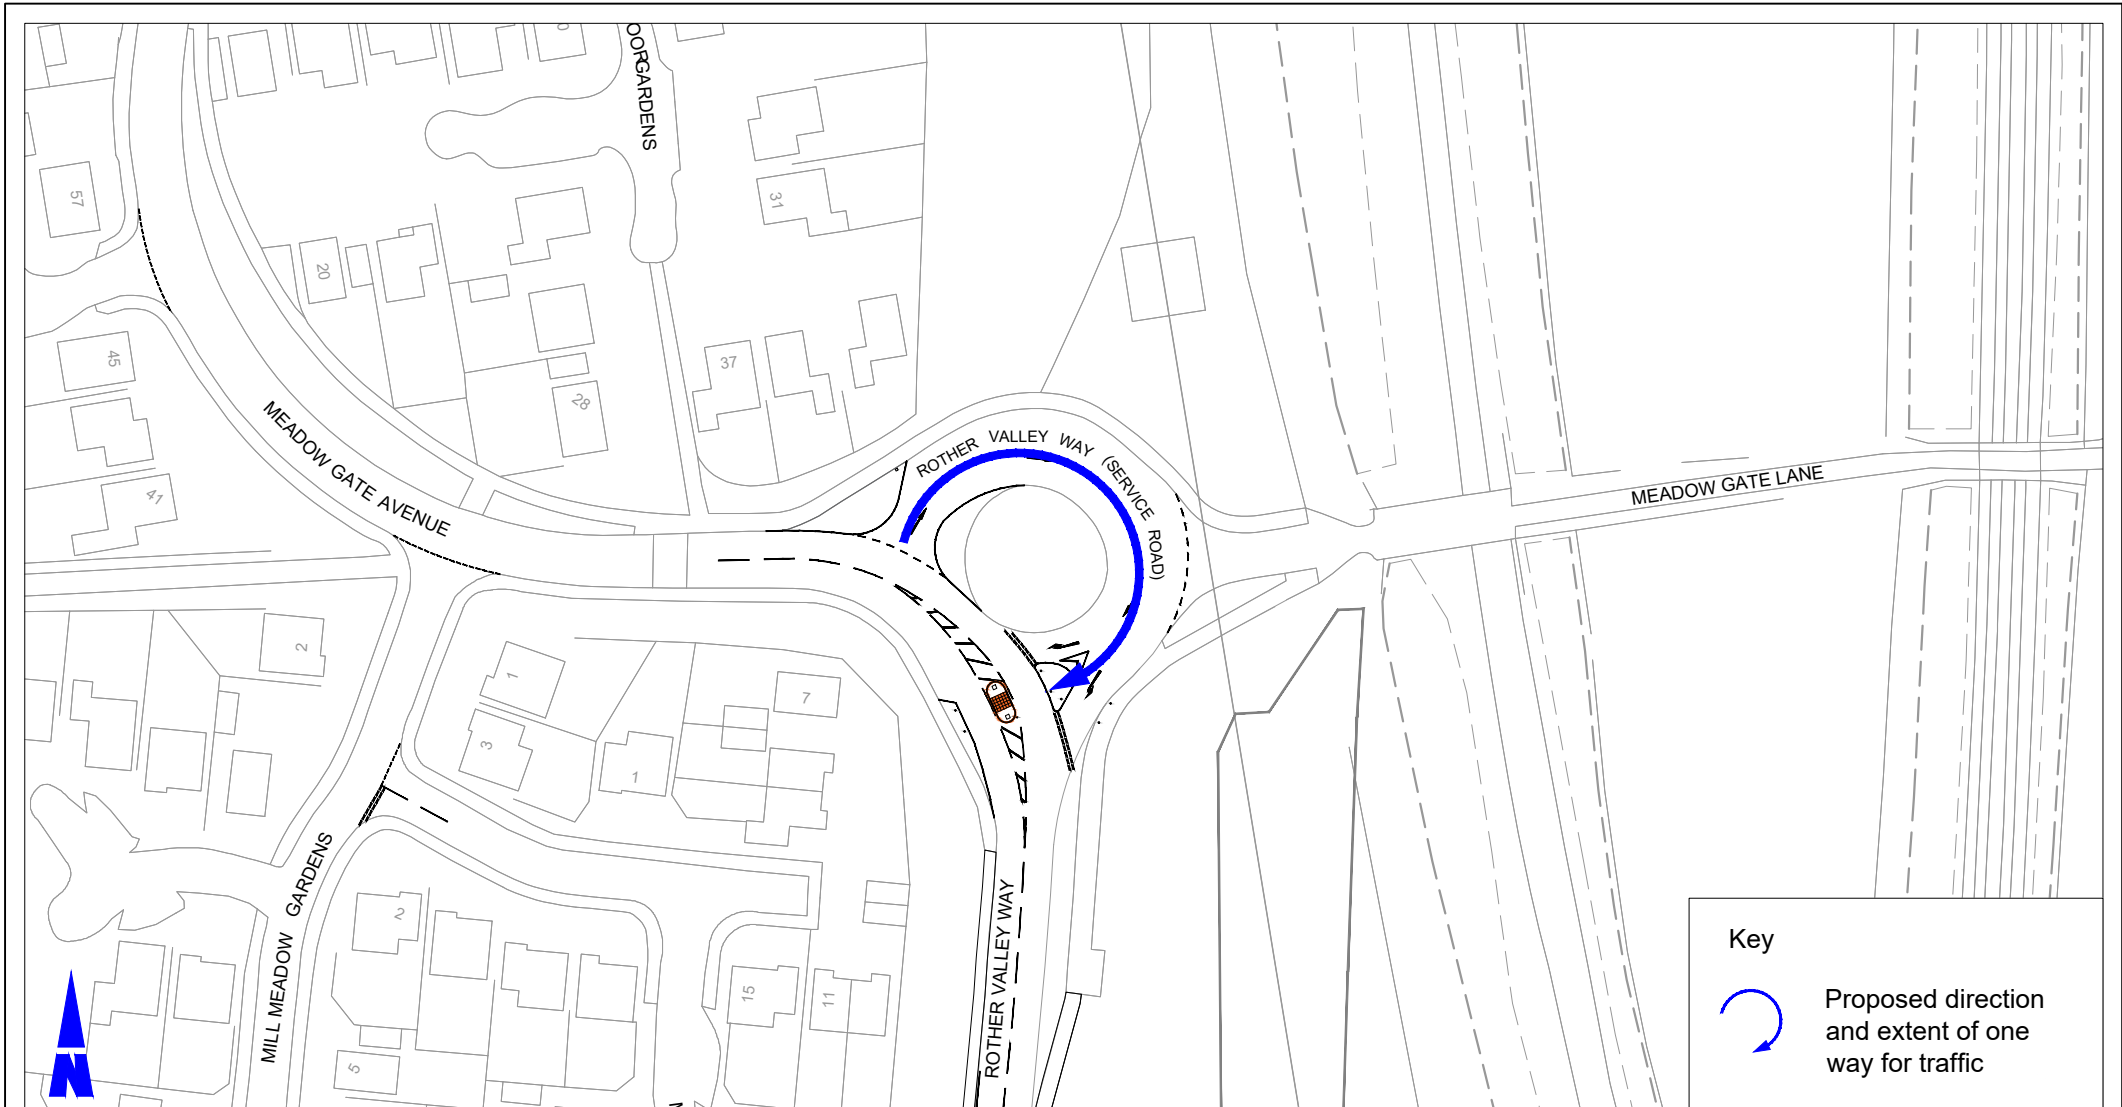 OOR GARDENS
57
31
20
45
37
28
41
MEADOW GATE AVENUE
ROTHER VALLEY WAY (SERVICE ROAD)
MEADOW GATE LANE
2
1
7
3
1
MILL MEADOW GARDENS
2
ROTHER VALLEY WAY
15
11
5
N
Key
Proposed direction
and extent of one
way for traffic